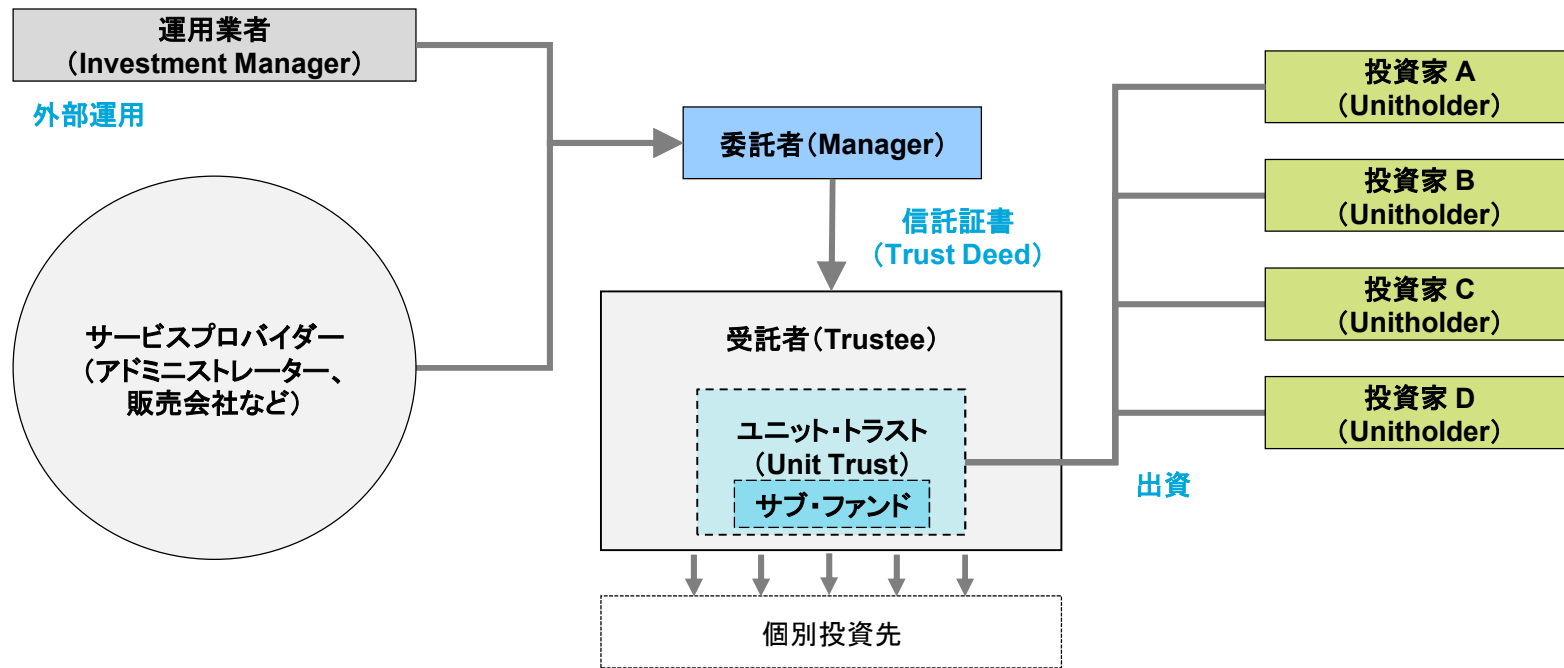 運用業者
（Investment Manager）
外部運用
委託者（Manager）
信託証書
（Trust Deed）
サービスプロバイダー
（アドミニストレーター、
販売会社など）
受託者（Trustee）
ユニット・トラスト
（Unit Trust）
サブ・ファンド
個別投資先
投資家 A
（Unitholder）
投資家 B
（Unitholder）
投資家 C
（Unitholder）
投資家 D
（Unitholder）
出資